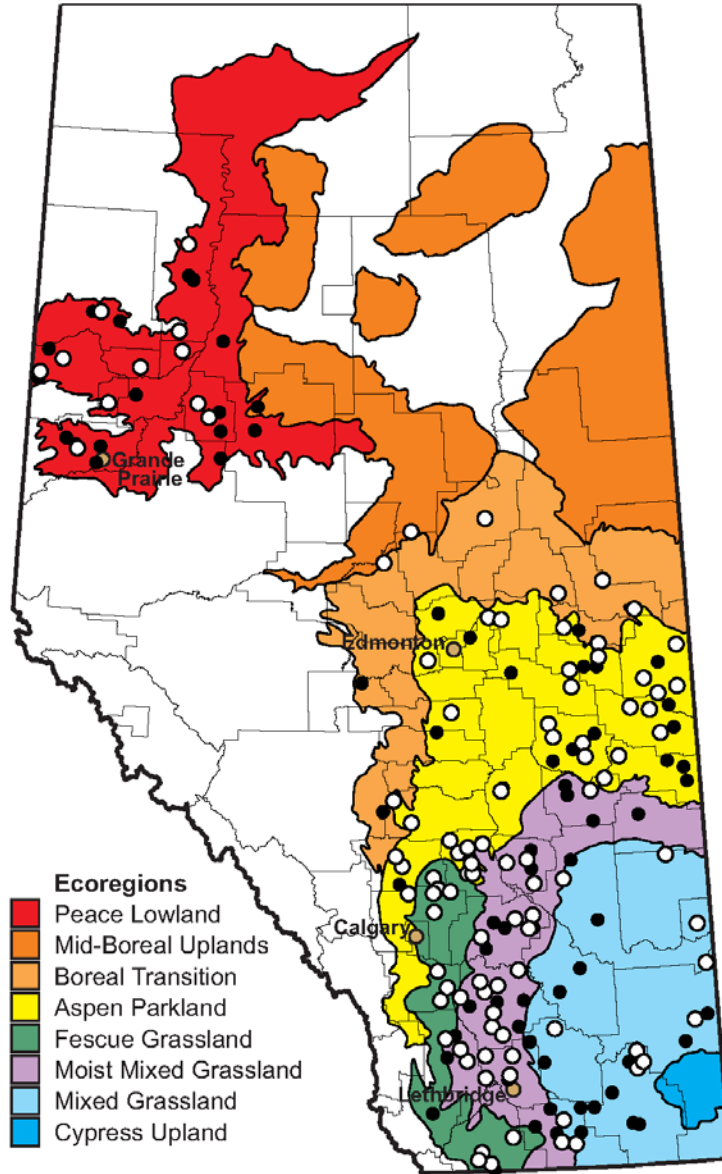 Grande
Prairie
Edmonton
Calgary
Lethbridge
Ecoregions
Peace Lowland
Mid-Boreal Uplands
Boreal Transition
Aspen Parkland
Fescue Grassland
Moist Mixed Grassland
Mixed Grassland
Cypress Upland